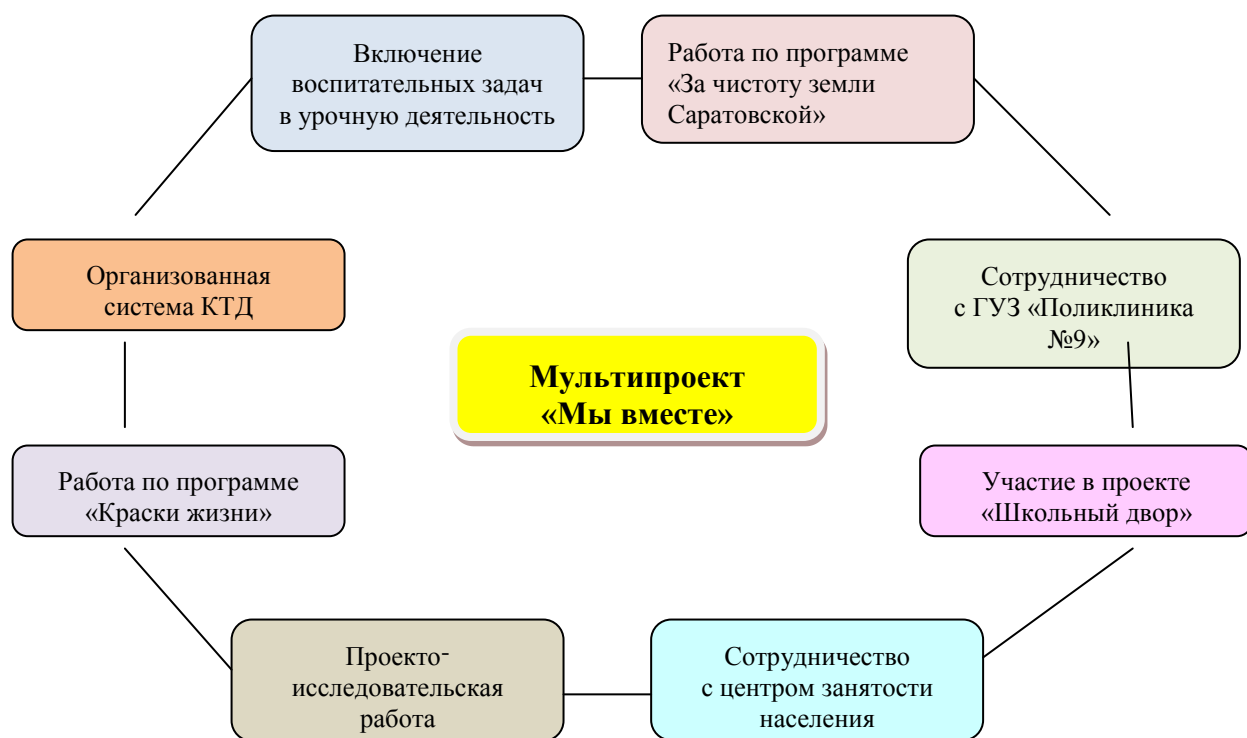 Включение
воспитательных задач
в урочную деятельность
Работа по программе
«За чистоту земли
Саратовской»
Организованная
система КТД
Сотрудничество
с ГУЗ «Поликлиника
№9»
Мультипроект
«Мы вместе»
Работа по программе
«Краски жизни»
Участие в проекте
«Школьный двор»
Проекто-
исследовательская
работа
Сотрудничество
с центром занятости
населения